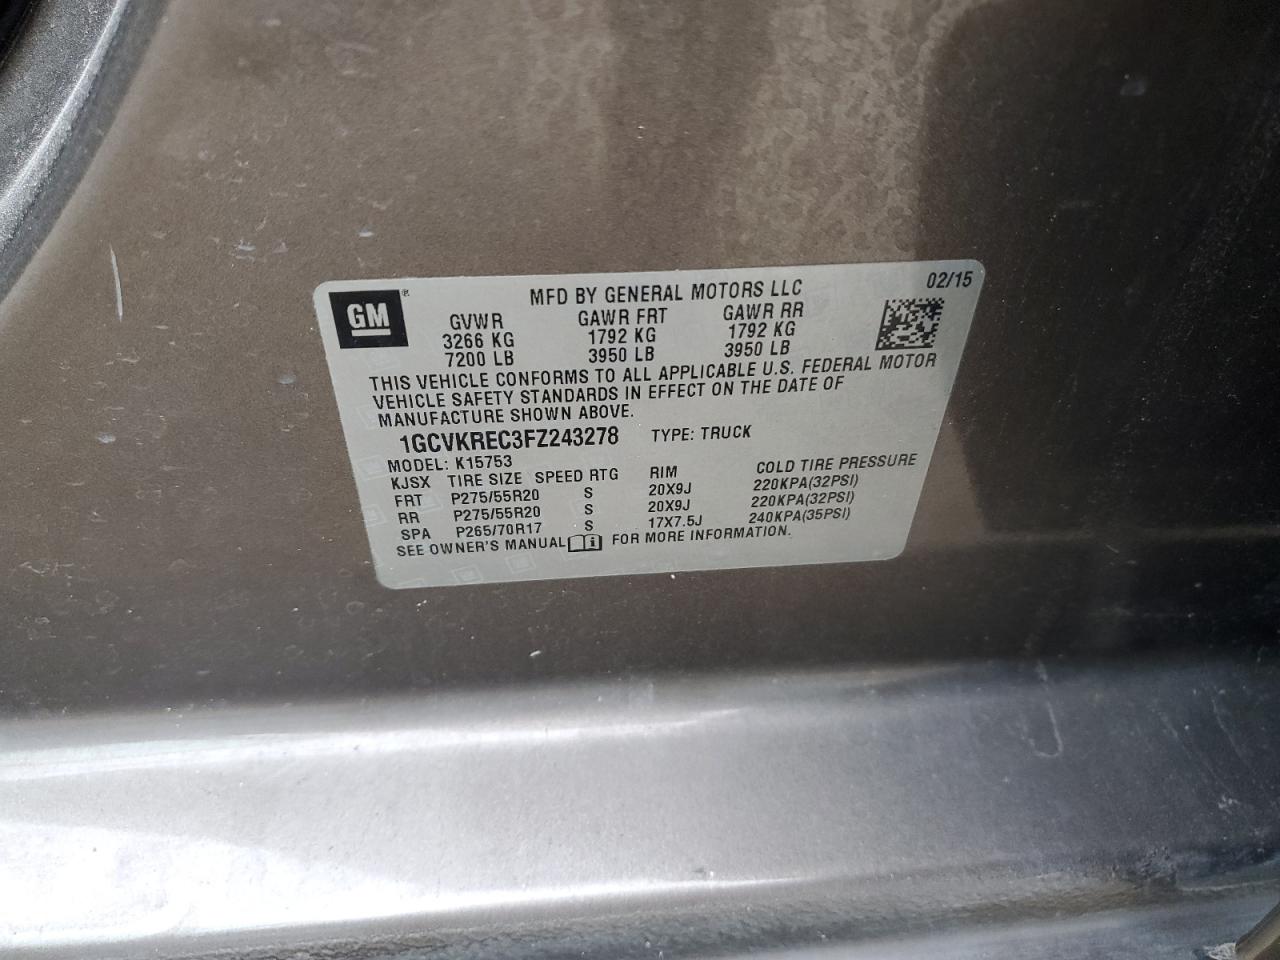 GM®
MFD BY GENERAL MOTORS LLC 02/15
GVWR GAWR FRT GAWR RR
3266 KG 1792 KG 1792 KG
7200 LB 3950 LB 3950 LB
THIS VEHICLE CONFORMS TO ALL APPLICABLE U.S. FEDERAL MOTOR
VEHICLE SAFETY STANDARDS IN EFFECT ON THE DATE OF
MANUFACTURE SHOWN ABOVE.
1GCVKREC3FZ243278 TYPE: TRUCK
MODEL: K15753
KJSX TIRE SIZE SPEED RTG RIM COLD TIRE PRESSURE
FRT P275/55R20 S 20X9J 220KPA(32PSI)
RR P275/55R20 S 20X9J 220KPA(32PSI)
SPA P265/70R17 S 17X7.5J 240KPA(35PSI)
SEE OWNER'S MANUAL i FOR MORE INFORMATION.